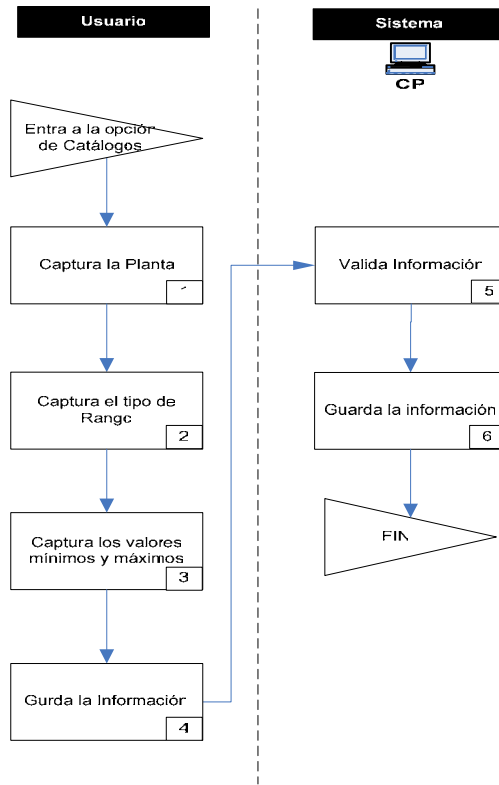 Usuario
Entra a la opción
de Catálogos
Captura la Planta
1
Captura el tipo de
Rango
2
Captura los valores
mínimos y máximos
3
Gurda la Información
4
Sistema
CP
Valida Información
5
Guarda la información
6
FIN